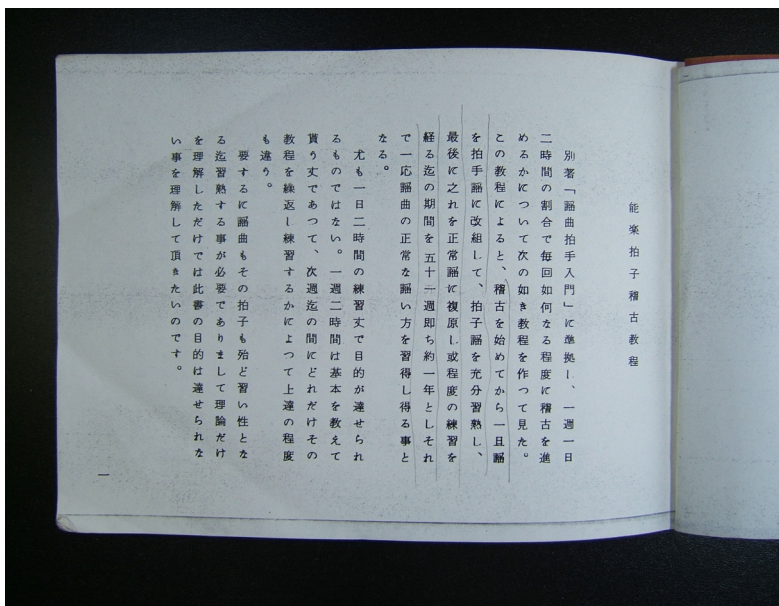 能楽拍子稽古教程
別著「謡曲拍手入門」に準拠し、一週一日
二時間の割合で毎回如何なる程度に稽古を進
めるかについて次の如き教程を作つて見た。
この教程によると、稽古を始めてから一旦謡
を拍手謡に改組して、拍子謡を充分習熟し、
最後に之れを正常謡に復原し或程度の練習を
経る迄の期間を五十一週即ち約一年としそれ
で一応謡曲の正常な謡い方を習得し得る事と
なる。
尤も一日二時間の練習丈で目的が達せられ
るものではない。一週二時間は基本を教えて
貰う丈であつて、次週迄の間にどれだけその
教程を繰返し練習するかによつて上達の程度
も違う。
要するに謡曲もその拍子も殆ど習い性とな
る迄習熟する事が必要でありまして理論だけ
を理解しただけでは此書の目的は達せられな
い事を理解して頂きたいのです。
一